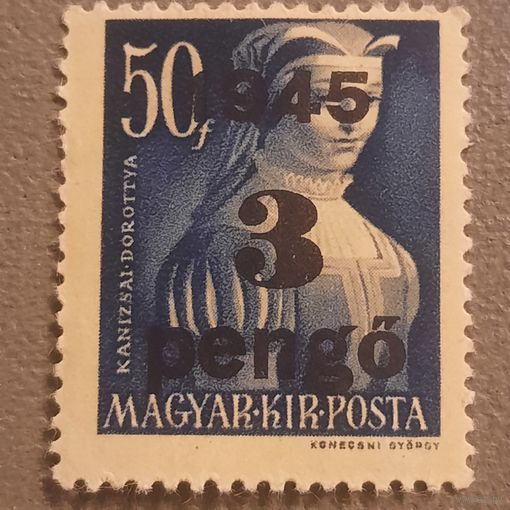 50f
1945
3
pengő
KANIZSAI·DOROTTYA
MAGYAR·KIR·POSTA
KONECSNI GYÖRGY